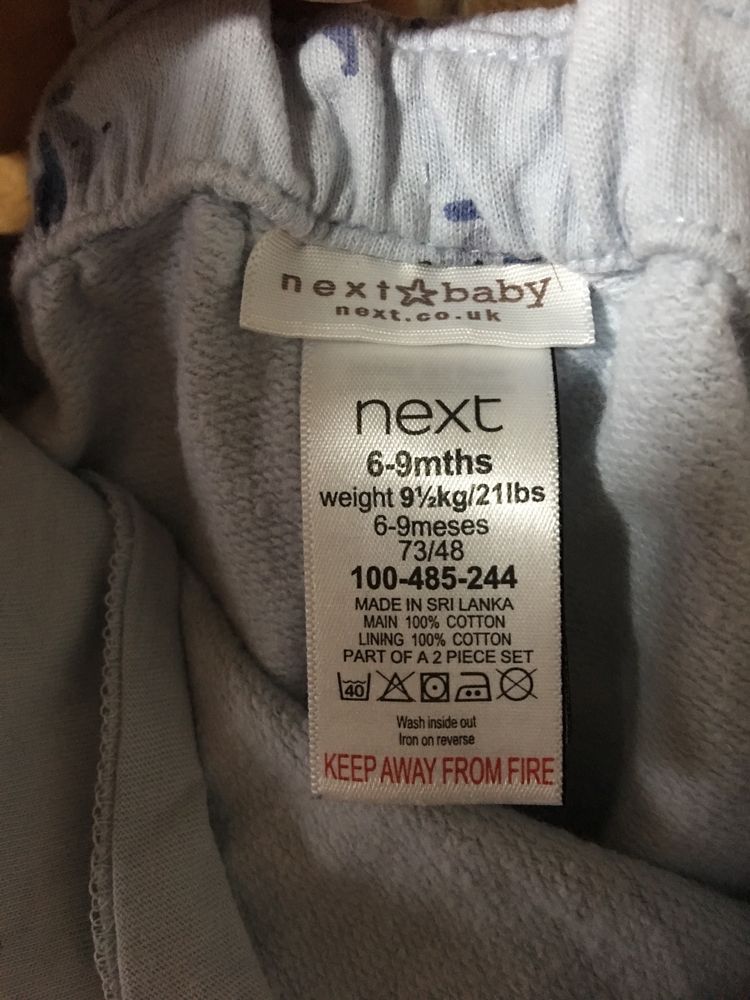 next☆baby
next.co.uk
next
6-9mths
weight 9½kg/21lbs
6-9meses
73/48
100-485-244
MADE IN SRI LANKA
MAIN 100% COTTON
LINING 100% COTTON
PART OF A 2 PIECE SET
40
Wash inside out
Iron on reverse
KEEP AWAY FROM FIRE